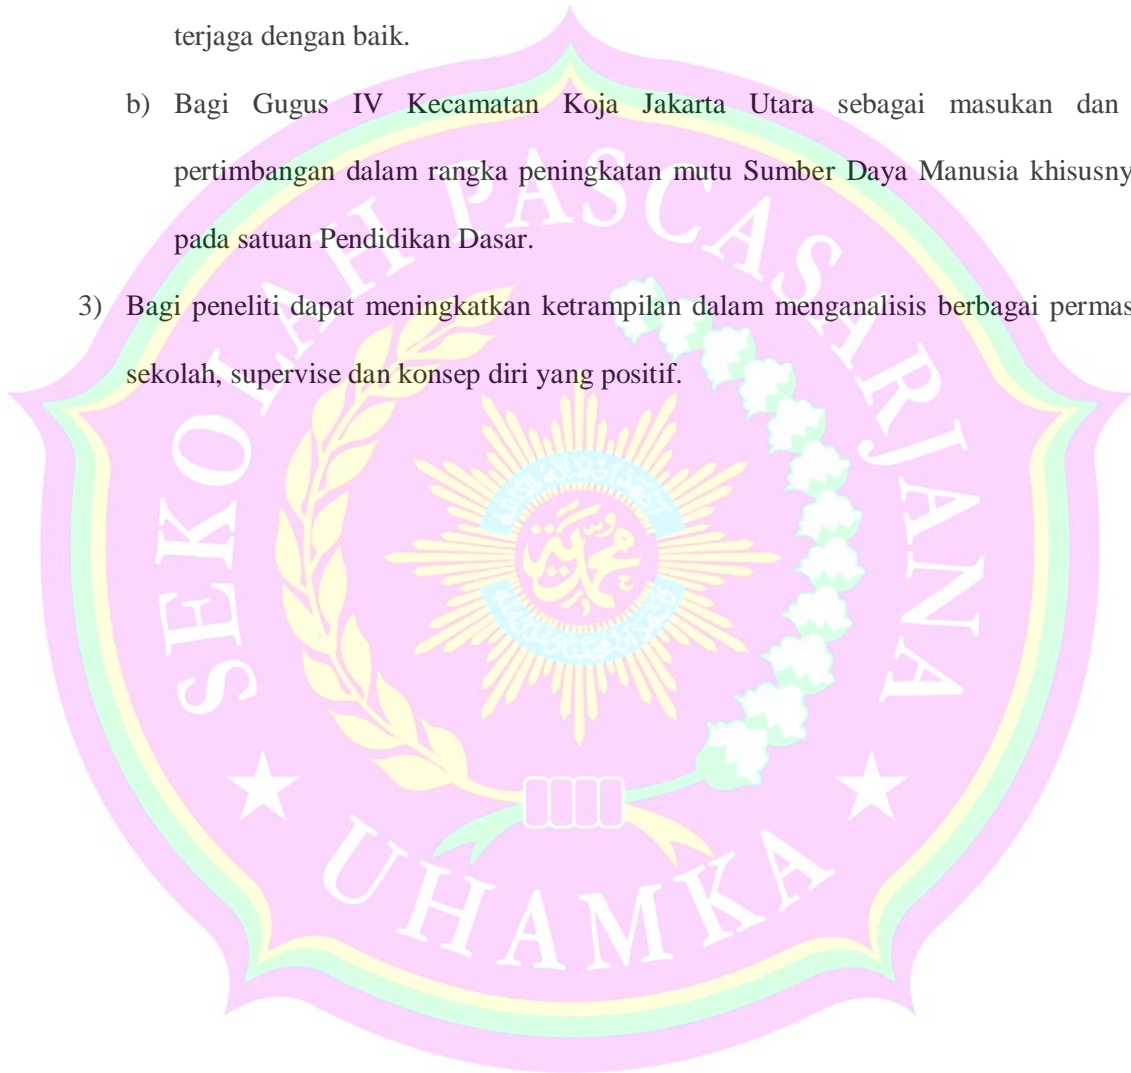 terjaga dengan baik.
b) Bagi Gugus IV Kecamatan Koja Jakarta Utara sebagai masukan dan
pertimbangan dalam rangka peningkatan mutu Sumber Daya Manusia khisusny
pada satuan Pendidikan Dasar.
3) Bagi peneliti dapat meningkatkan ketrampilan dalam menganalisis berbagai permas
sekolah, supervise dan konsep diri yang positif.
SEKOLAH PASCASARJANA
محمدية
UHAMKA